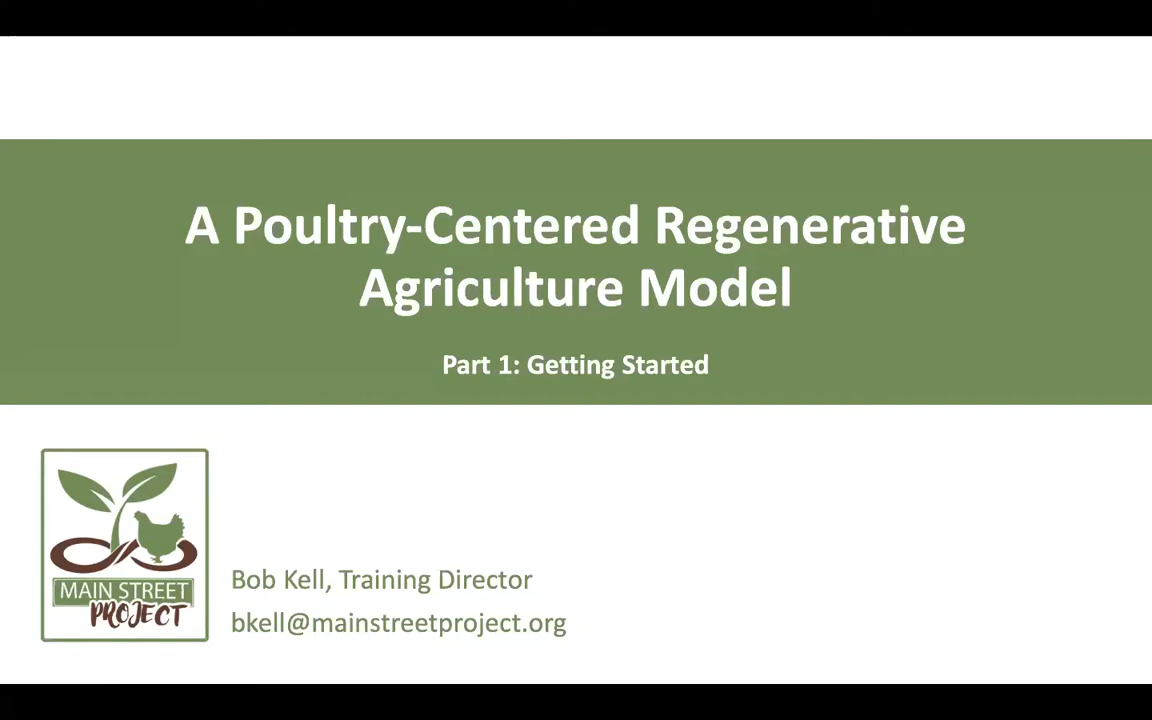 A Poultry-Centered Regenerative
Agriculture Model
Part 1: Getting Started
MAIN STREET
PROJECT
Bob Kell, Training Director
bkell@mainstreetproject.org